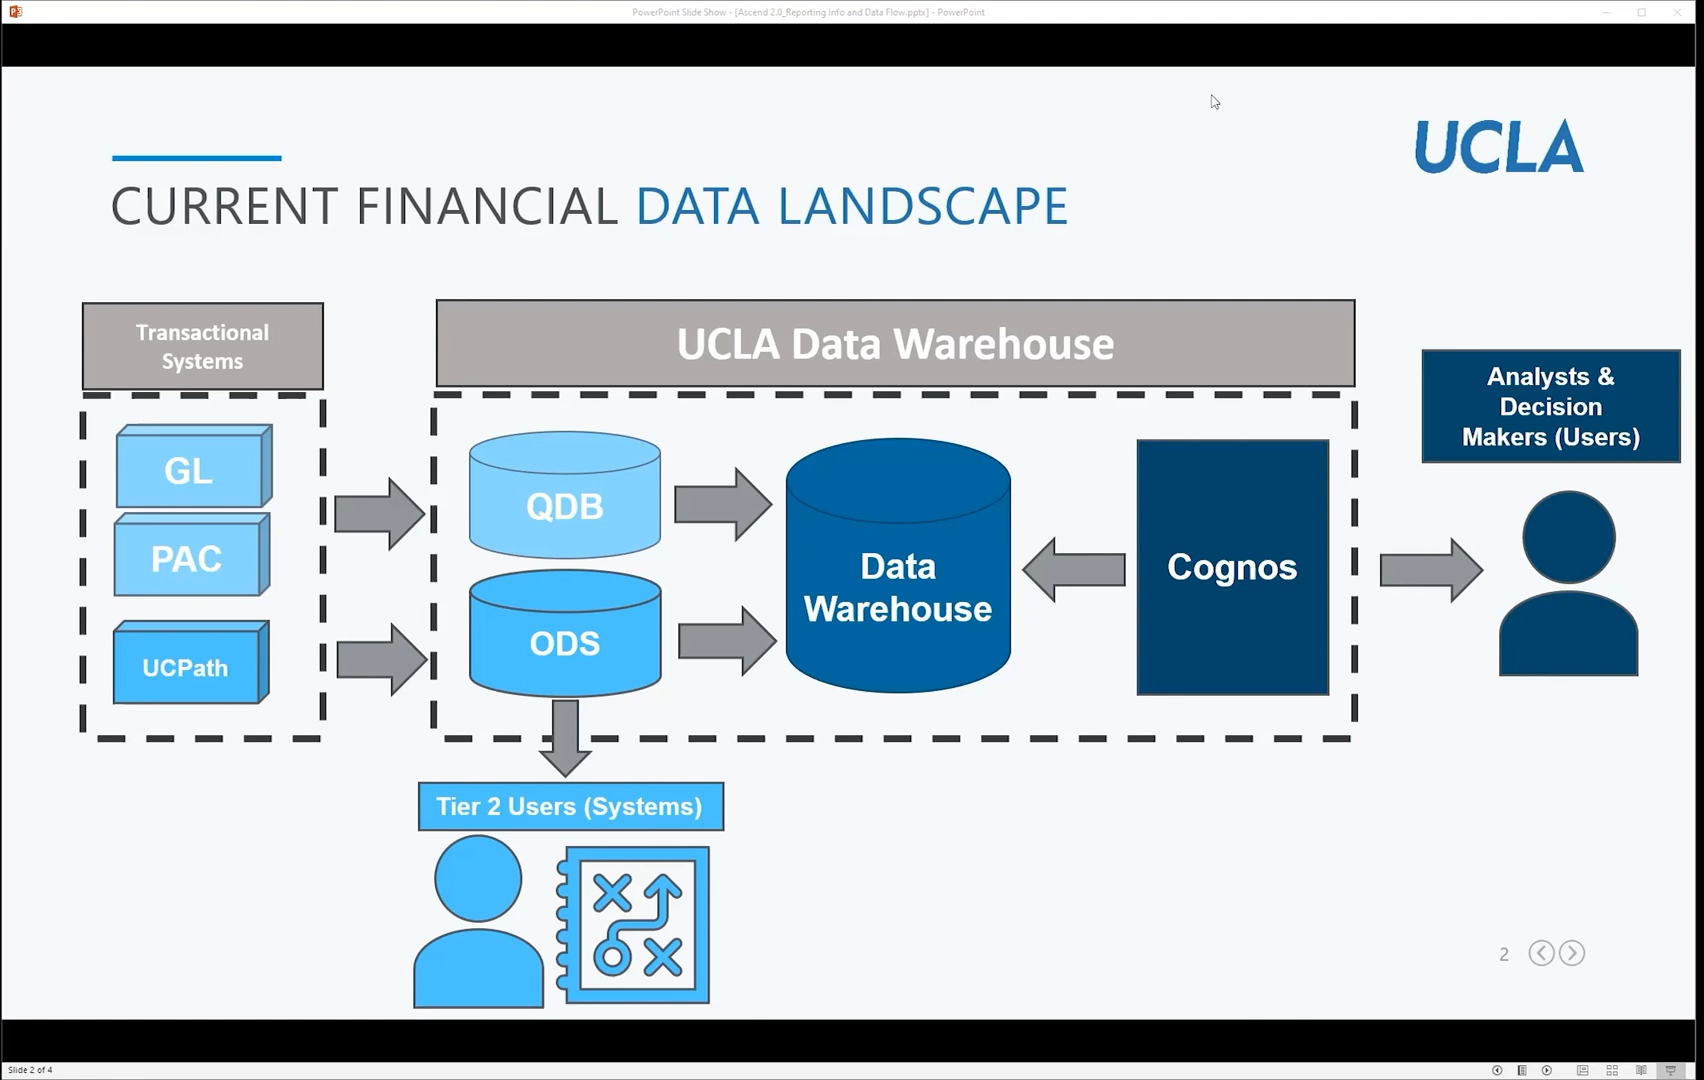 PowerPoint Slide Show - [Ascend 2.0_Reporting Info and Data Flow.pptx] - PowerPoint
UCLA
CURRENT FINANCIAL DATA LANDSCAPE
Transactional
Systems
UCLA Data Warehouse
Analysts &
Decision
Makers (Users)
GL
PAC
UCPath
QDB
ODS
Data
Warehouse
Cognos
Tier 2 Users (Systems)
2
Slide 2 of 4